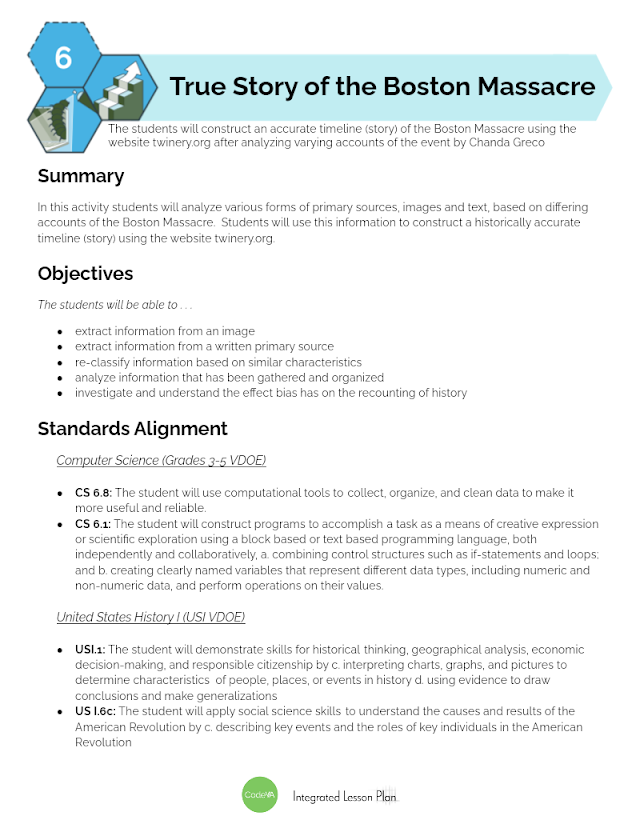 6
True Story of the Boston Massacre
The students will construct an accurate timeline (story) of the Boston Massacre using the
website twinery.org after analyzing varying accounts of the event by Chanda Greco
Summary
In this activity students will analyze various forms of primary sources, images and text, based on differing
accounts of the Boston Massacre.  Students will use this information to construct a historically accurate
timeline (story) using the website twinery.org.
Objectives
The students will be able to . . .
● extract information from an image
● extract information from a written primary source
● re-classify information based on similar characteristics
● analyze information that has been gathered and organized
● investigate and understand the effect bias has on the recounting of history
Standards Alignment
Computer Science (Grades 3-5 VDOE)
● CS 6.8: The student will use computational tools to collect, organize, and clean data to make it
more useful and reliable.
● CS 6.1: The student will construct programs to accomplish a task as a means of creative expression
or scientific exploration using a block based or text based programming language, both
independently and collaboratively, a. combining control structures such as if-statements and loops;
and b. creating clearly named variables that represent different data types, including numeric and
non-numeric data, and perform operations on their values.
United States History I (USI VDOE)
● USI.1: The student will demonstrate skills for historical thinking, geographical analysis, economic
decision-making, and responsible citizenship by c. interpreting charts, graphs, and pictures to
determine characteristics of people, places, or events in history d. using evidence to draw
conclusions and make generalizations
● US I.6c: The student will apply social science skills to understand the causes and results of the
American Revolution by c. describing key events and the roles of key individuals in the American
Revolution
CodeVA Integrated Lesson Plan